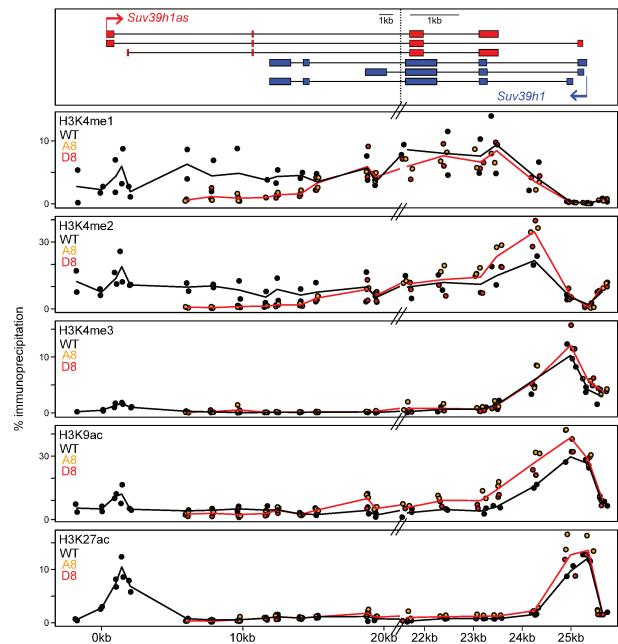 Suv39h1as
1kb 1kb
Suv39h1
H3K4me1
WT
A8
D8
10
0
H3K4me2
WT
A8
D8
30
0
H3K4me3
WT
A8
D8
10
0
H3K9ac
WT
A8
D8
30
0
H3K27ac
WT
A8
D8
10
0
% immunoprecipitation
0kb 10kb 20kb 22kb 23kb 24kb 25kb